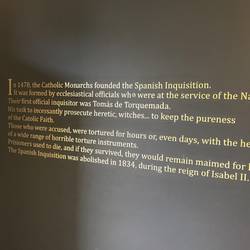 In 1478, the Catholic Monarchs founded the Spanish Inquisition.
It was formed by ecclesiastical officials who were at the service of the Na
Their first official inquisitor was Tomás de Torquemada.
His task to incessantly prosecute heretic, witches... to keep the pureness
of the Catolic Faith.
Those who were accused, were tortured for hours or, even days, with the he
of a wide range of horrible torture instruments.
Prisioners used to die, and if they survived, they would remain maimed for
The Spanish Inquisition was abolished in 1834, during the reign of Isabel II.